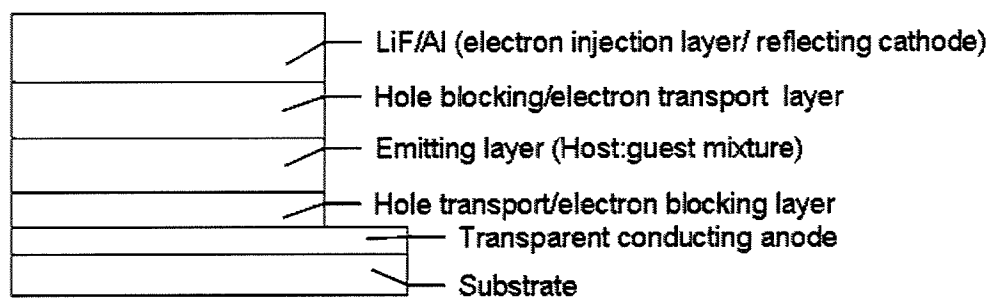 LiF/Al (electron injection layer/ reflecting cathode)
Hole blocking/electron transport layer
Emitting layer (Host:guest mixture)
Hole transport/electron blocking layer
Transparent conducting anode
Substrate